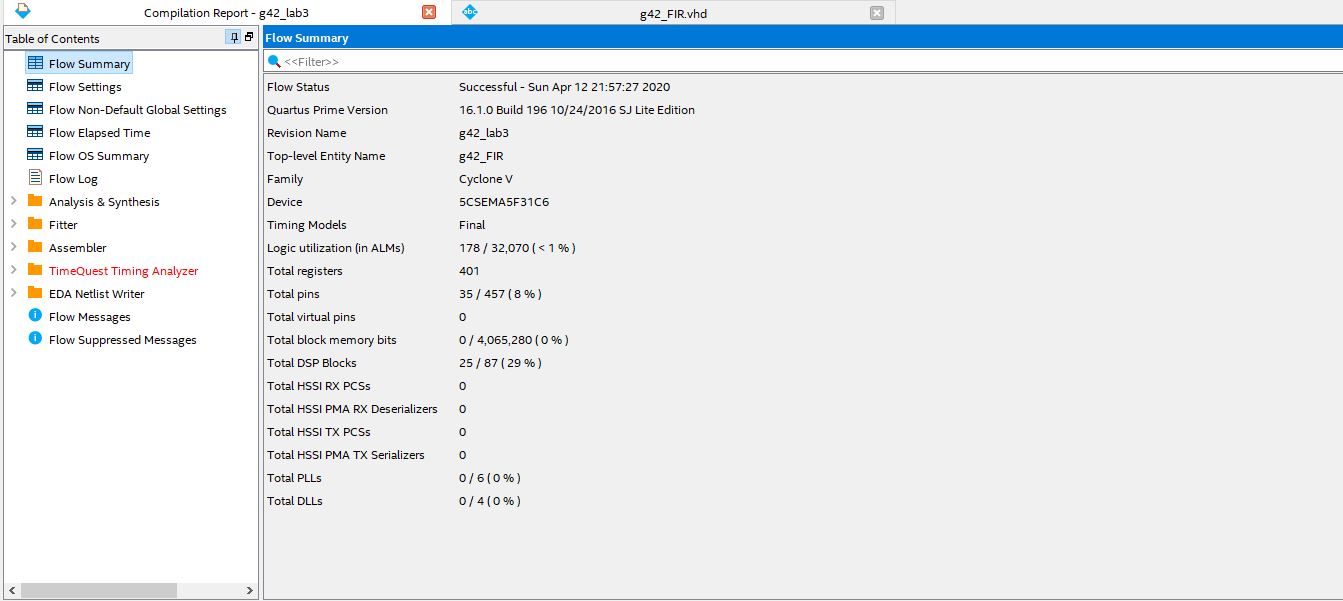 Compilation Report - g42_lab3
abc g42_FIR.vhd
Table of Contents
Flow Summary
Flow Settings
Flow Non-Default Global Settings
Flow Elapsed Time
Flow OS Summary
Flow Log
Analysis & Synthesis
Fitter
Assembler
TimeQuest Timing Analyzer
EDA Netlist Writer
Flow Messages
Flow Suppressed Messages
Flow Summary
<<Filter>>
Flow Status Successful - Sun Apr 12 21:57:27 2020
Quartus Prime Version 16.1.0 Build 196 10/24/2016 SJ Lite Edition
Revision Name g42_lab3
Top-level Entity Name g42_FIR
Family Cyclone V
Device 5CSEMA5F31C6
Timing Models Final
Logic utilization (in ALMs) 178 / 32,070 ( < 1 % )
Total registers 401
Total pins 35 / 457 ( 8 % )
Total virtual pins 0
Total block memory bits 0 / 4,065,280 ( 0 % )
Total DSP Blocks 25 / 87 ( 29 % )
Total HSSI RX PCSs 0
Total HSSI PMA RX Deserializers 0
Total HSSI TX PCSs 0
Total HSSI PMA TX Serializers 0
Total PLLs 0 / 6 ( 0 % )
Total DLLs 0 / 4 ( 0 % )